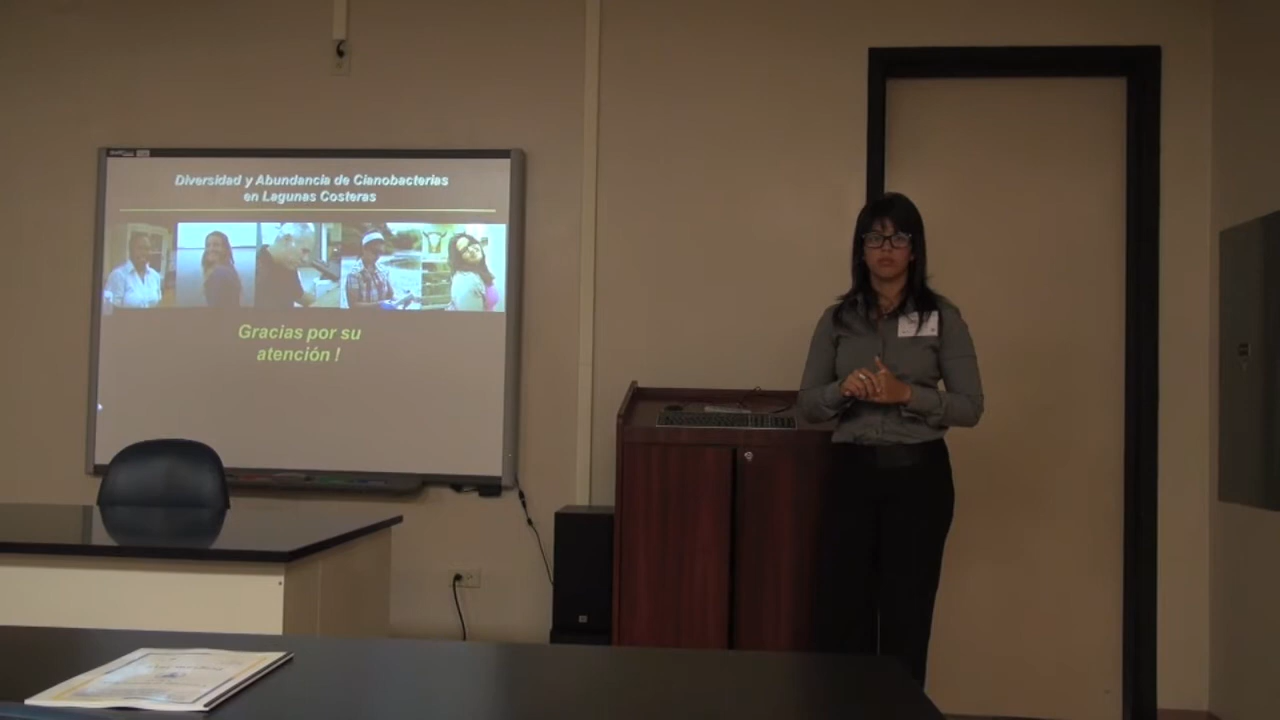 Diversidad y Abundancia de Cianobacterias
en Lagunas Costeras
Gracias por su
atención !